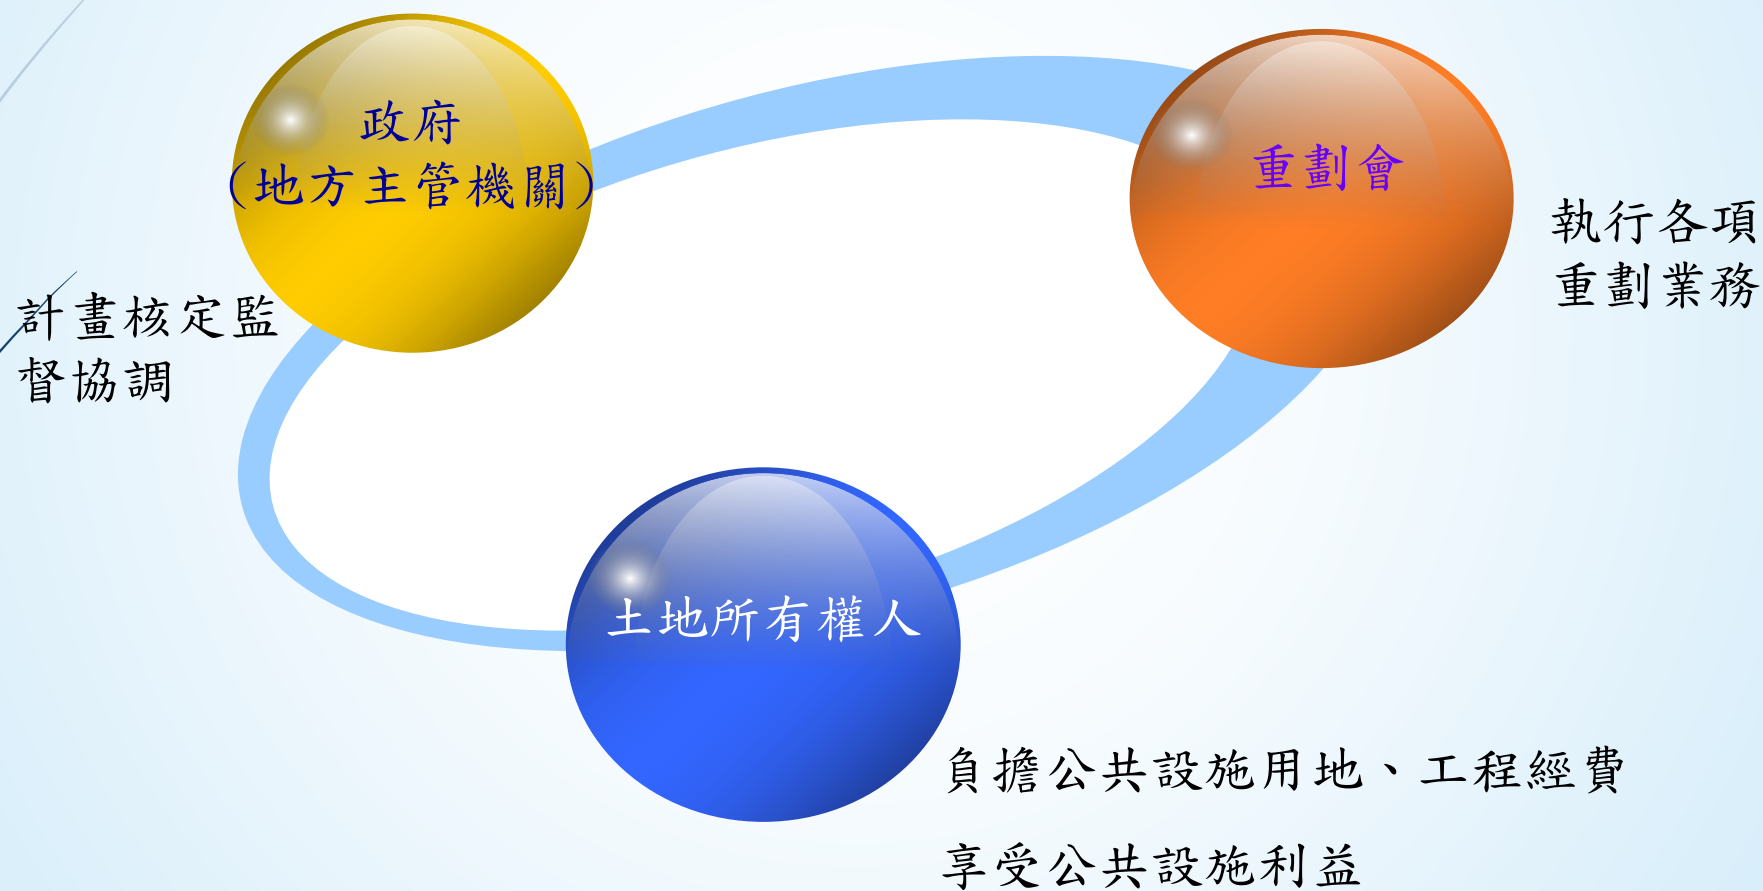 政府
（地方主管機關）
計畫核定監
督協調
重劃會
執行各項
重劃業務
土地所有權人
負擔公共設施用地、工程經費
享受公共設施利益